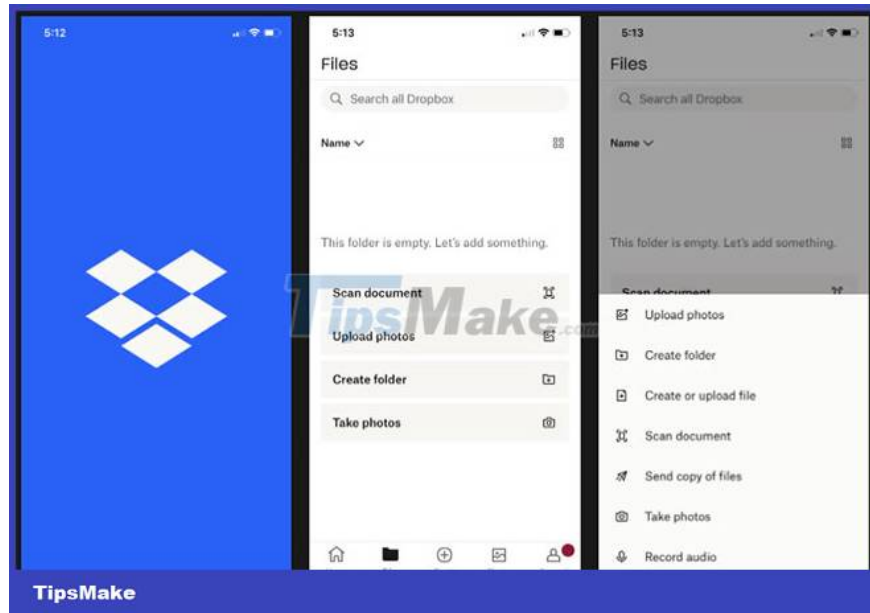 5:12
5:13
Files
Search all Dropbox
Name
This folder is empty. Let's add something.
Scan document
Upload photos
Create folder
Take photos
5:13
Files
Search all Dropbox
Name
This folder is empty. Let's add something.
Scan document
Upload photos
Create folder
Create or upload file
Scan document
Send copy of files
Take photos
Record audio
TipsMake.com
TipsMake